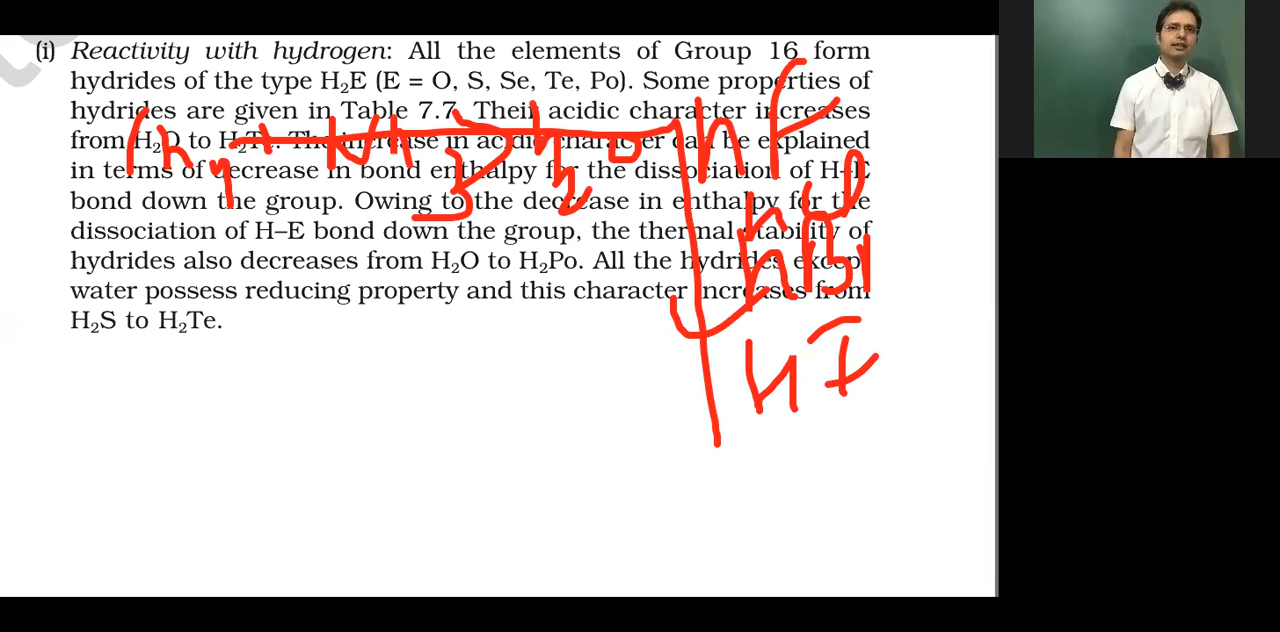 (i) Reactivity with hydrogen: All the elements of Group 16 form
hydrides of the type H₂E (E = O, S, Se, Te, Po). Some properties of
hydrides are given in Table 7.7. Their acidic character increases
from H₂O to H₂Te. The increase in acidic character can be explained
in terms of decrease in bond enthalpy for the dissociation of H–E
bond down the group. Owing to the decrease in enthalpy for the
dissociation of H–E bond down the group, the thermal stability of
hydrides also decreases from H₂O to H₂Po. All the hydrides except
water possess reducing property and this character increases from
H₂S to H₂Te.
CH₄ NH₃ H₂O HF
HCl
HBr
HI